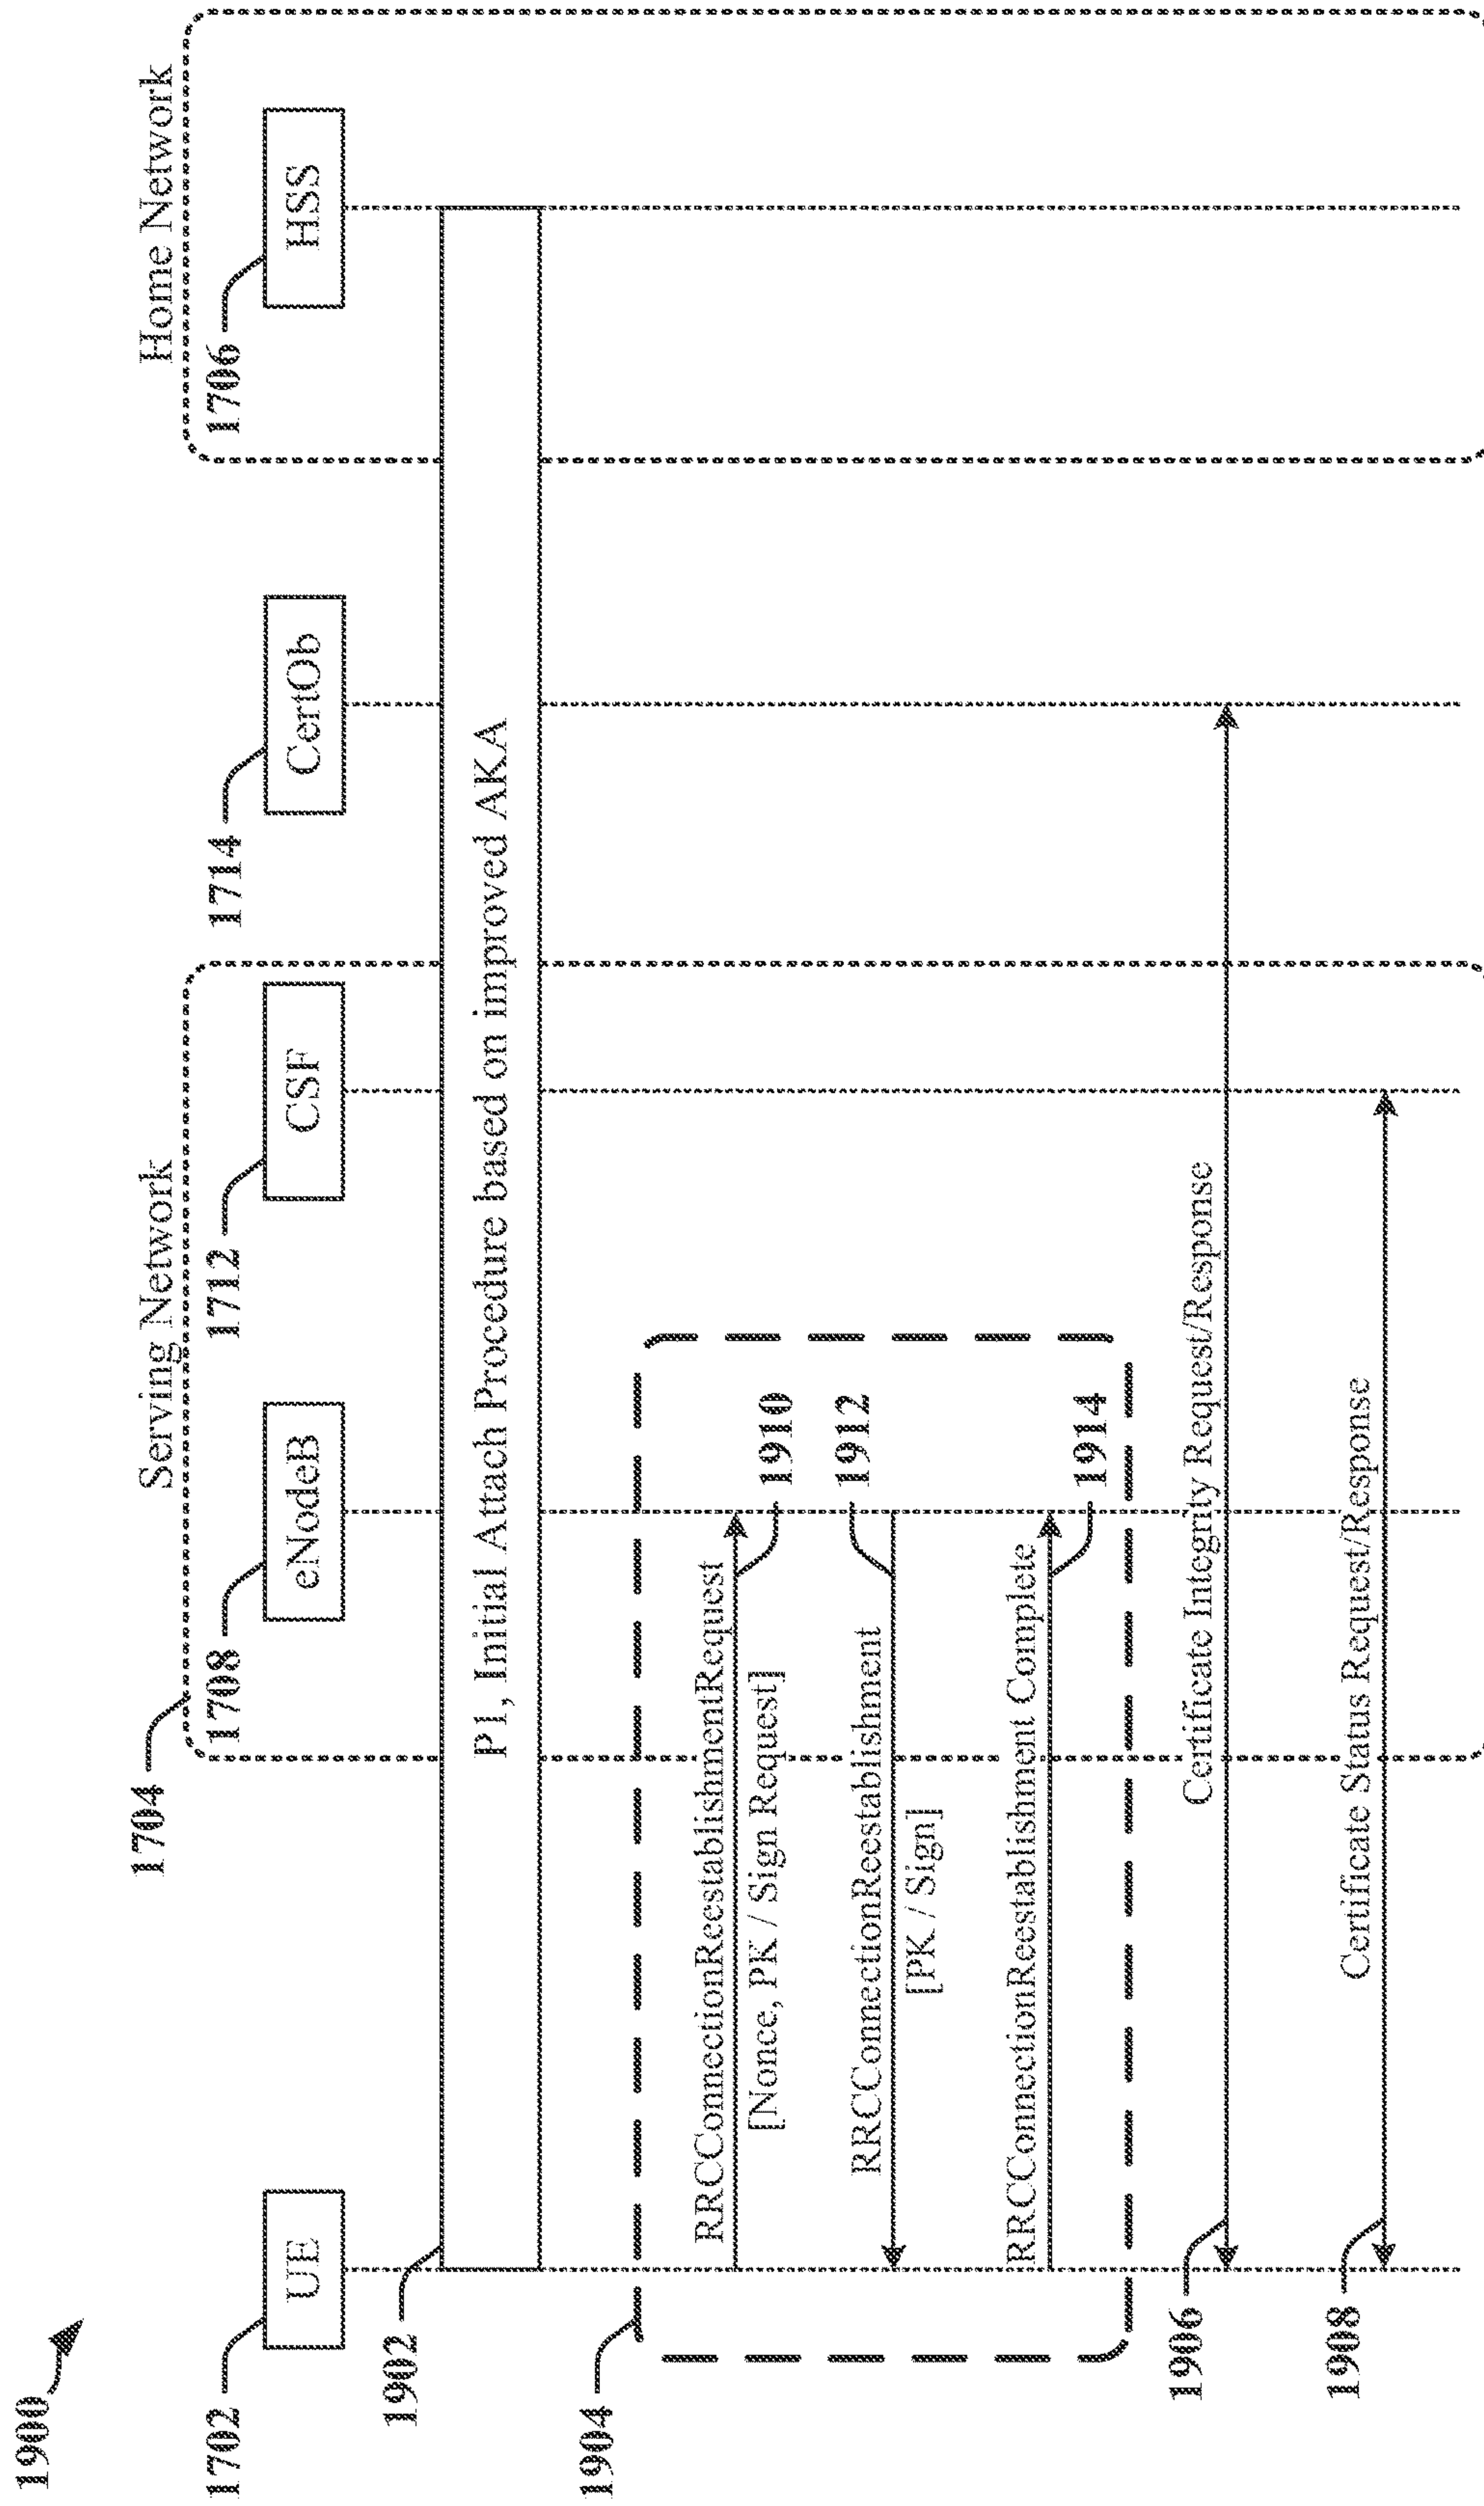 1900
Serving Network
Home Network
1704
1702
1708
1712
1714
1706
UE
eNodeB
CSF
CertOb
HSS
1902
P1, Initial Attach Procedure based on improved AKA
1904
RRCConnectionReestablishmentRequest
[Nonce, PK / Sign Request]
1910
RRCConnectionReestablishment
1912
[PK / Sign]
RRCConnectionReestablishment Complete
1914
Certificate Integrity Request/Response
1906
Certificate Status Request/Response
1908